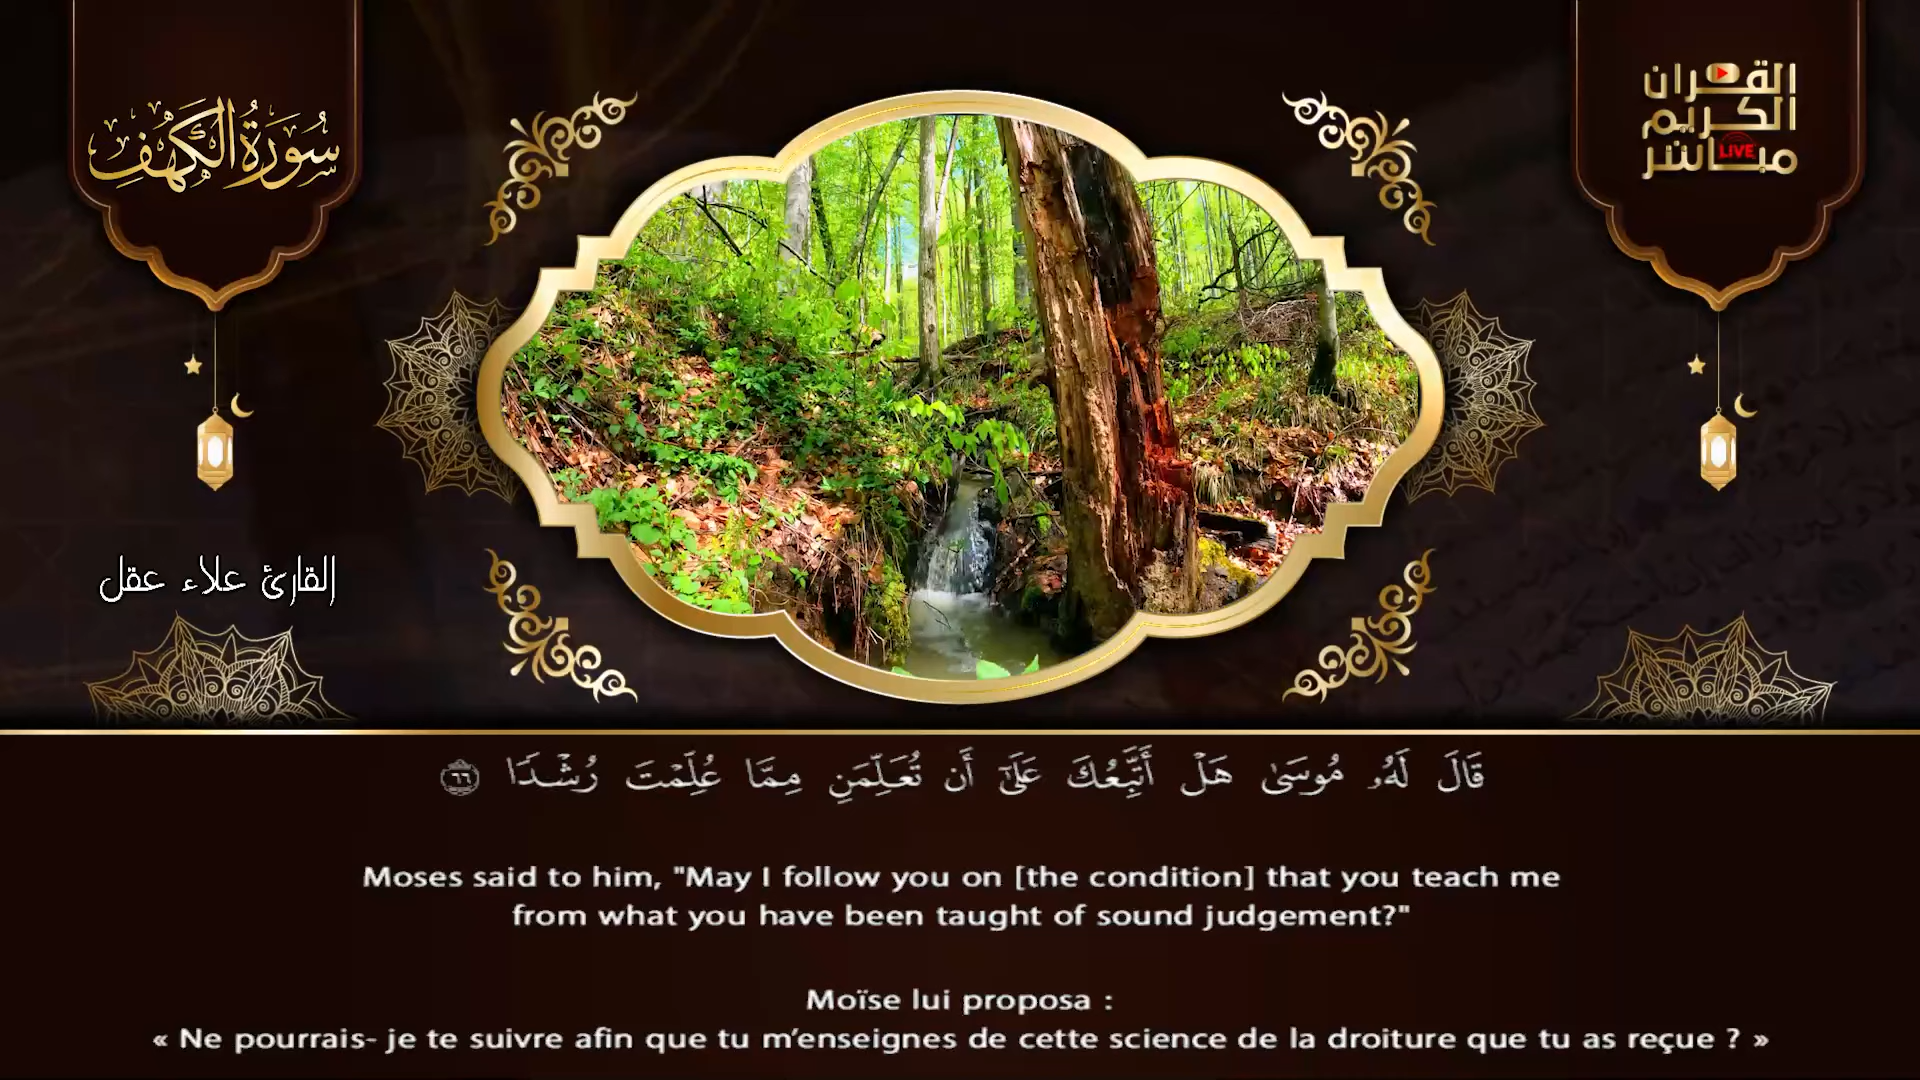 سُورَةُ الكَهْفِ
القرآن
الكريم
مباشر
LIVE
القارئ علاء عقل
قَالَ لَهُۥ مُوسَىٰ هَلْ أَتَّبِعُكَ عَلَىٰٓ أَن تُعَلِّمَنِ مِمَّا عُلِّمْتَ رُشْدًا ٦٦
Moses said to him, "May I follow you on [the condition] that you teach me
from what you have been taught of sound judgement?"
Moïse lui proposa :
« Ne pourrais- je te suivre afin que tu m’enseignes de cette science de la droiture que tu as reçue ? »